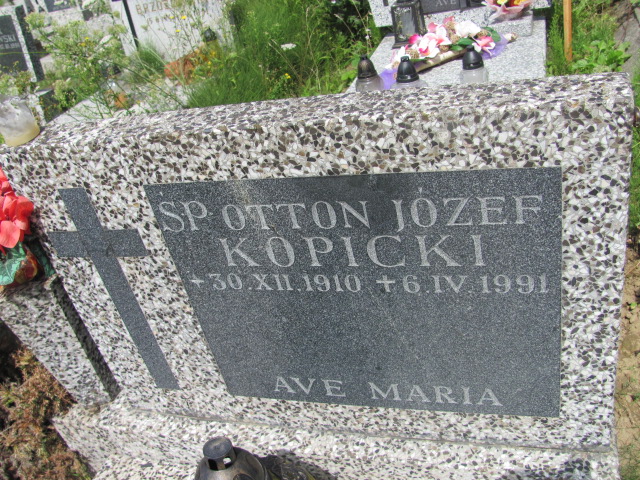 SP. OTTON JÓZEF
KOPICKI
+30.XII.1910 +6.IV.1991
AVE MARIA